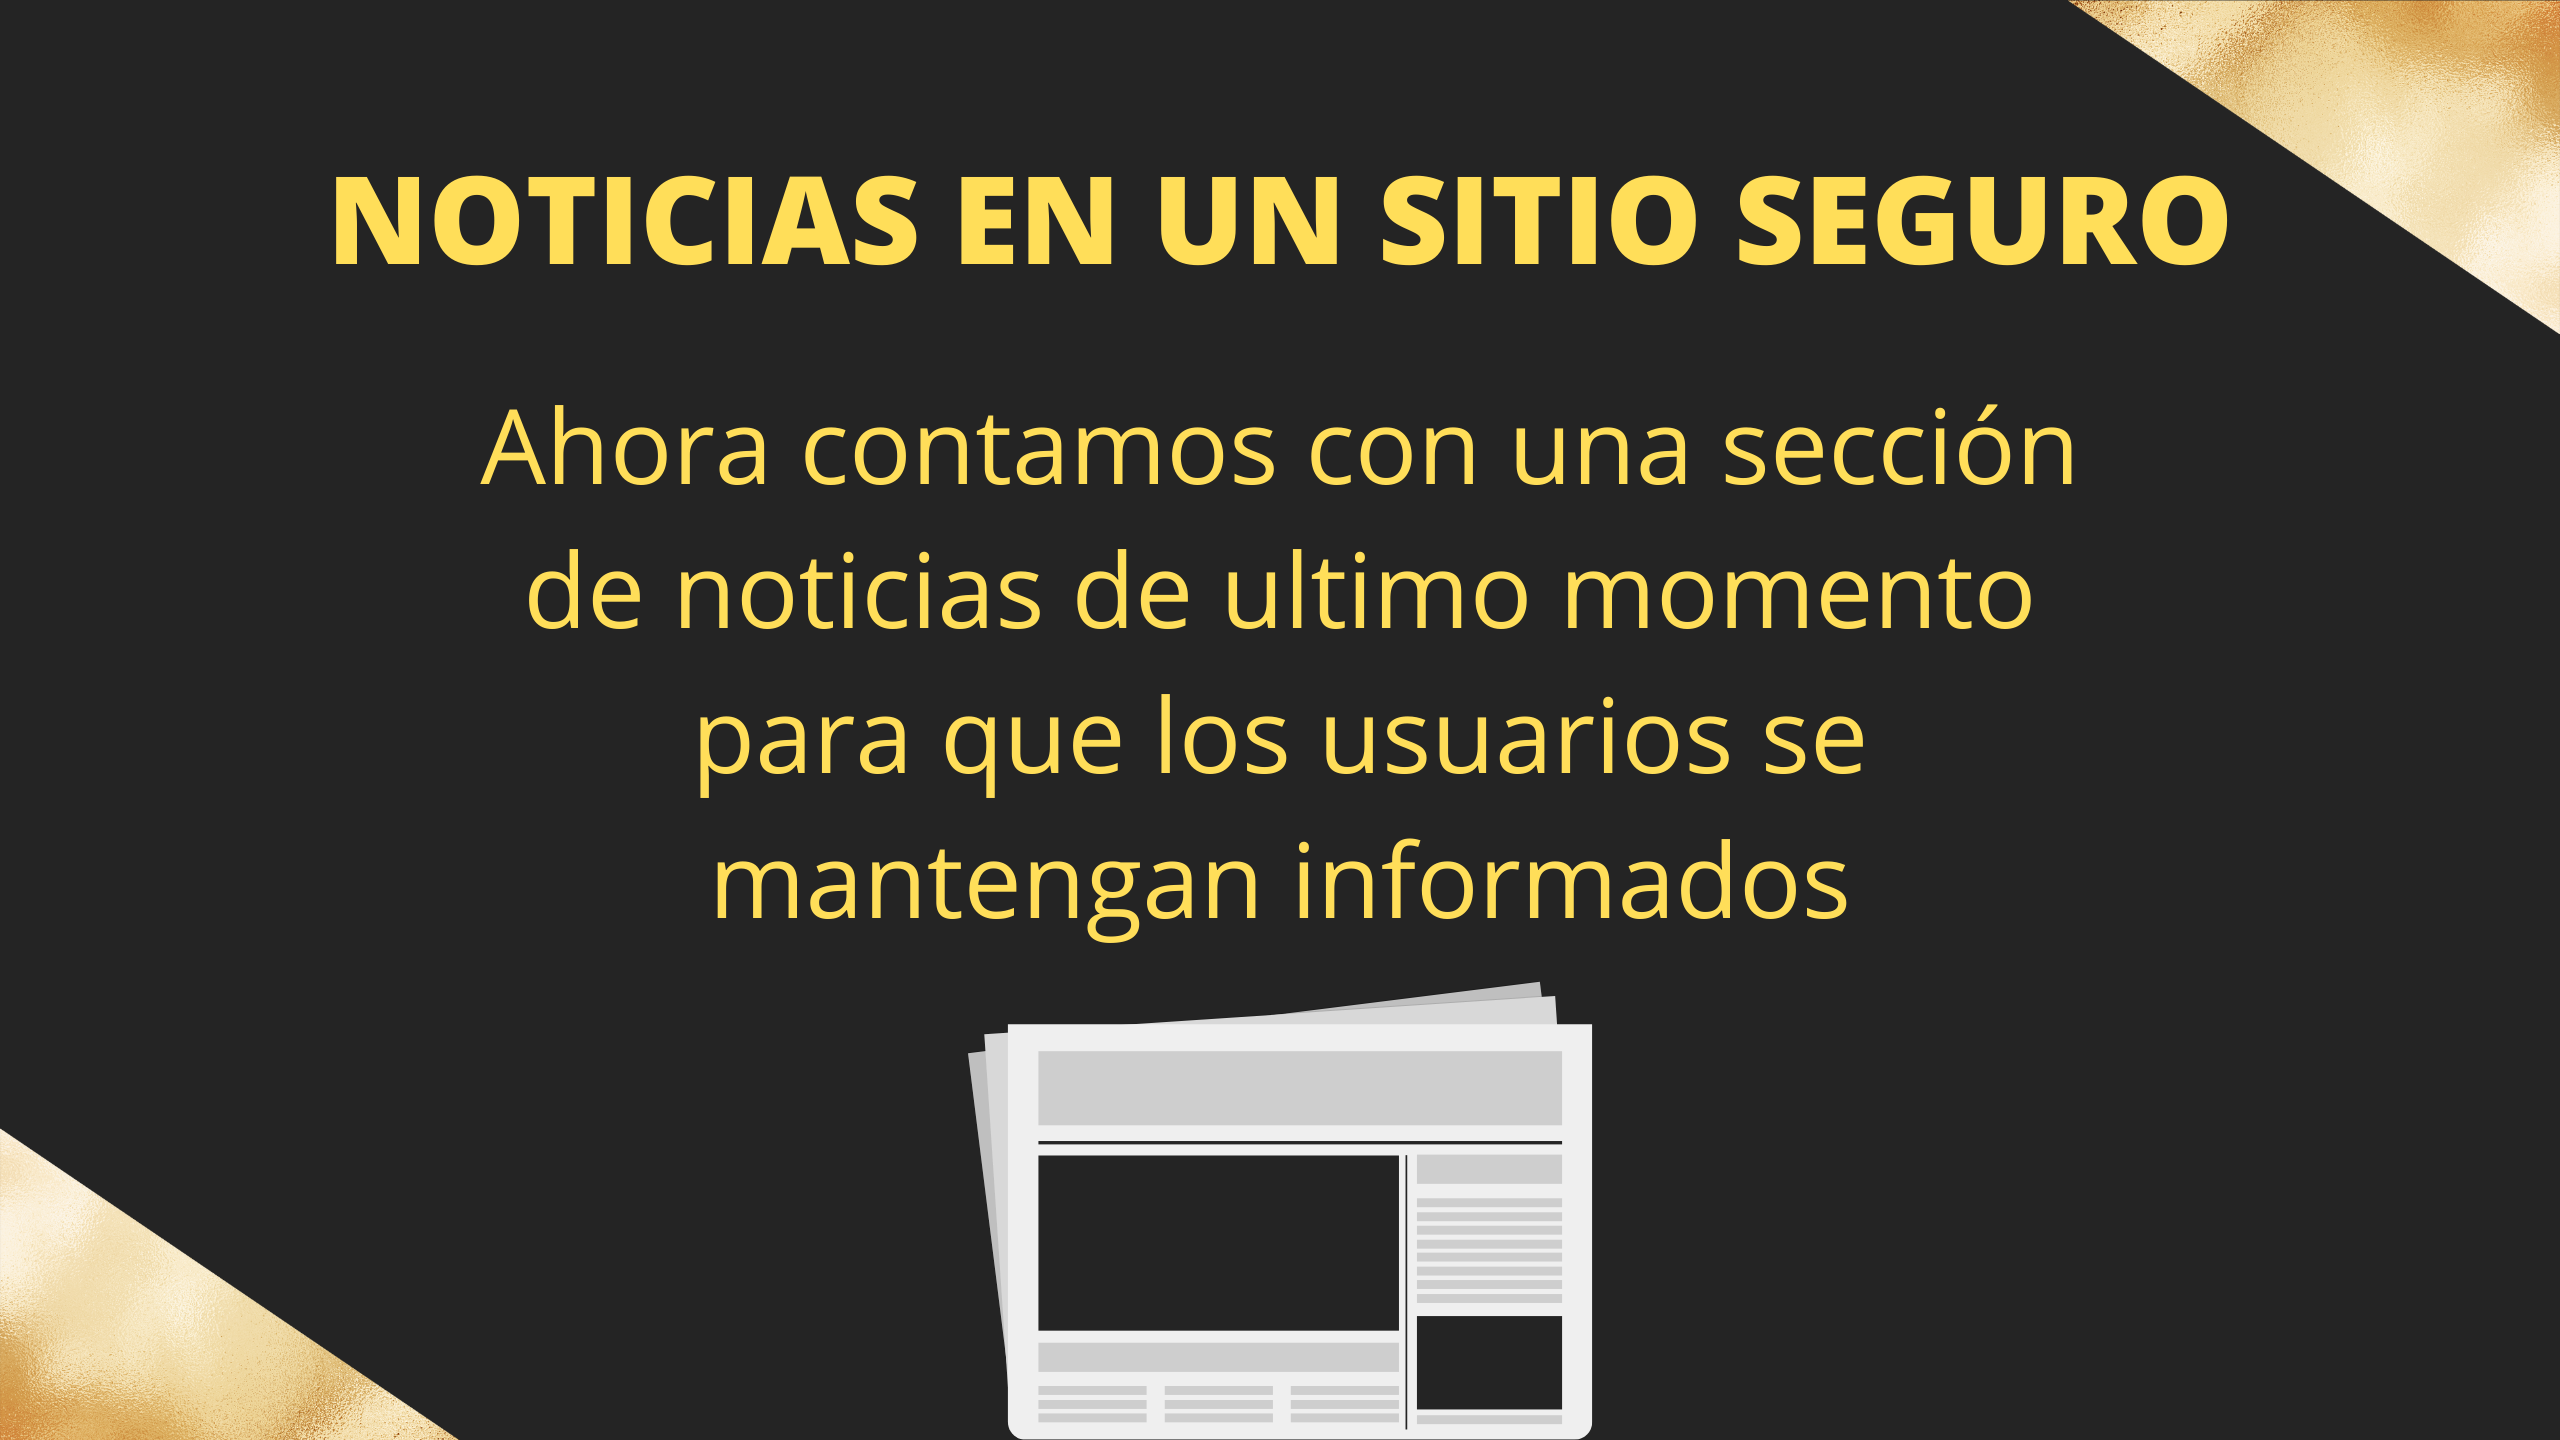 NOTICIAS EN UN SITIO SEGURO
Ahora contamos con una sección
de noticias de ultimo momento
para que los usuarios se
mantengan informados